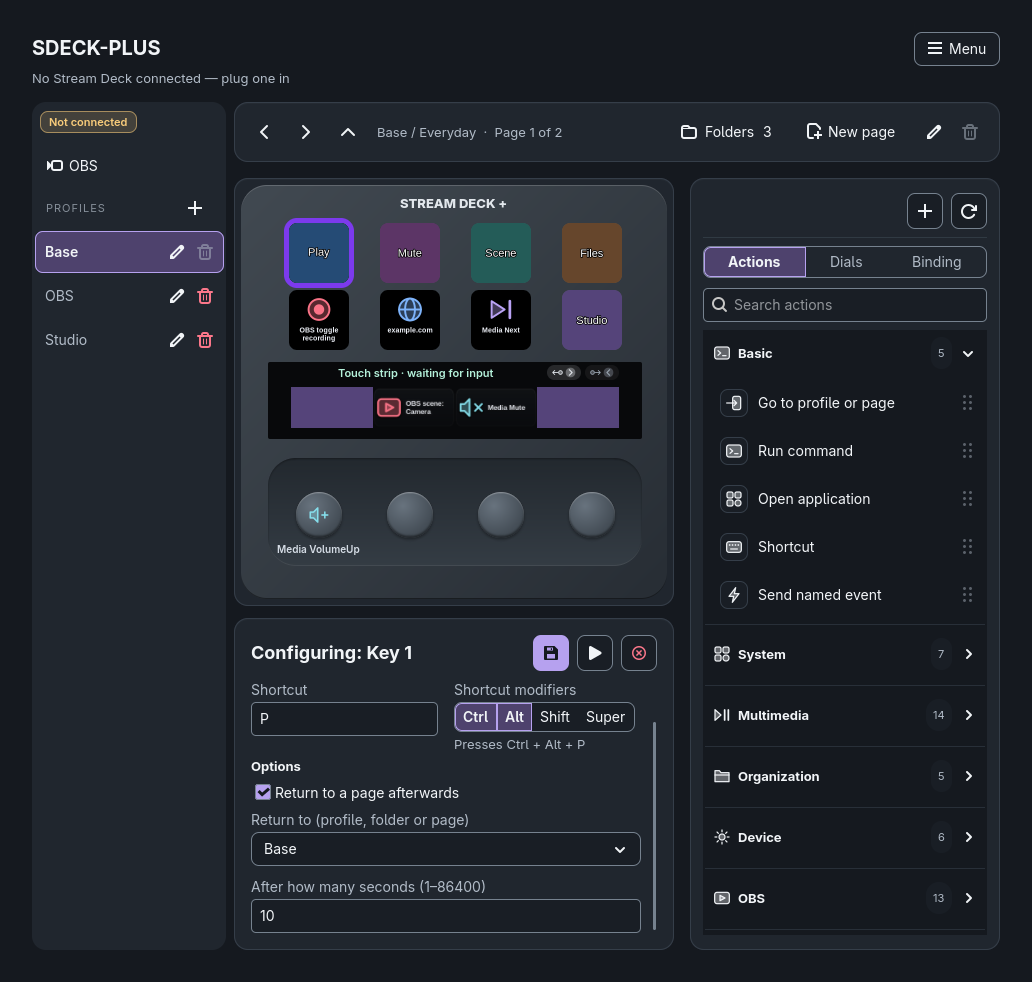 SDECK-PLUS
No Stream Deck connected — plug one in
Menu
Not connected
OBS
PROFILES
Base
OBS
Studio
Base / Everyday · Page 1 of 2
Folders 3
New page
STREAM DECK +
Play
Mute
Scene
Files
OBS toggle
recording
example.com
Media Next
Studio
Touch strip · waiting for input
OBS scene:
Camera
Media Mute
Media VolumeUp
Configuring: Key 1
Shortcut
P
Shortcut modifiers
Ctrl Alt Shift Super
Presses Ctrl + Alt + P
Options
Return to a page afterwards
Return to (profile, folder or page)
Base
After how many seconds (1–86400)
10
Actions Dials Binding
Search actions
Basic 5
Go to profile or page
Run command
Open application
Shortcut
Send named event
System 7
Multimedia 14
Organization 5
Device 6
OBS 13